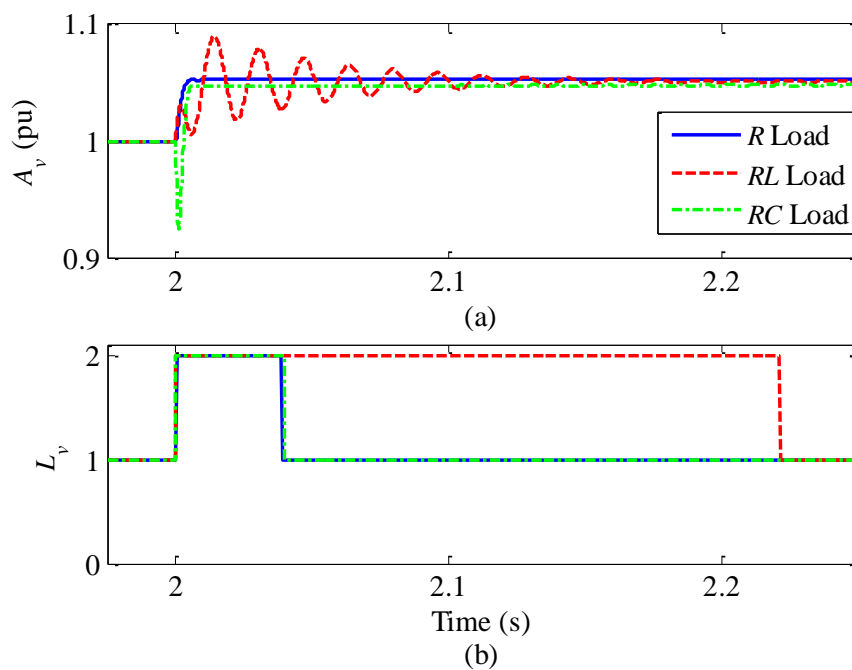 1.1
1
0.9
A_v (pu)
R Load
RL Load
RC Load
2
2.1
2.2
(a)
2
1
0
L_v
2
2.1
2.2
Time (s)
(b)